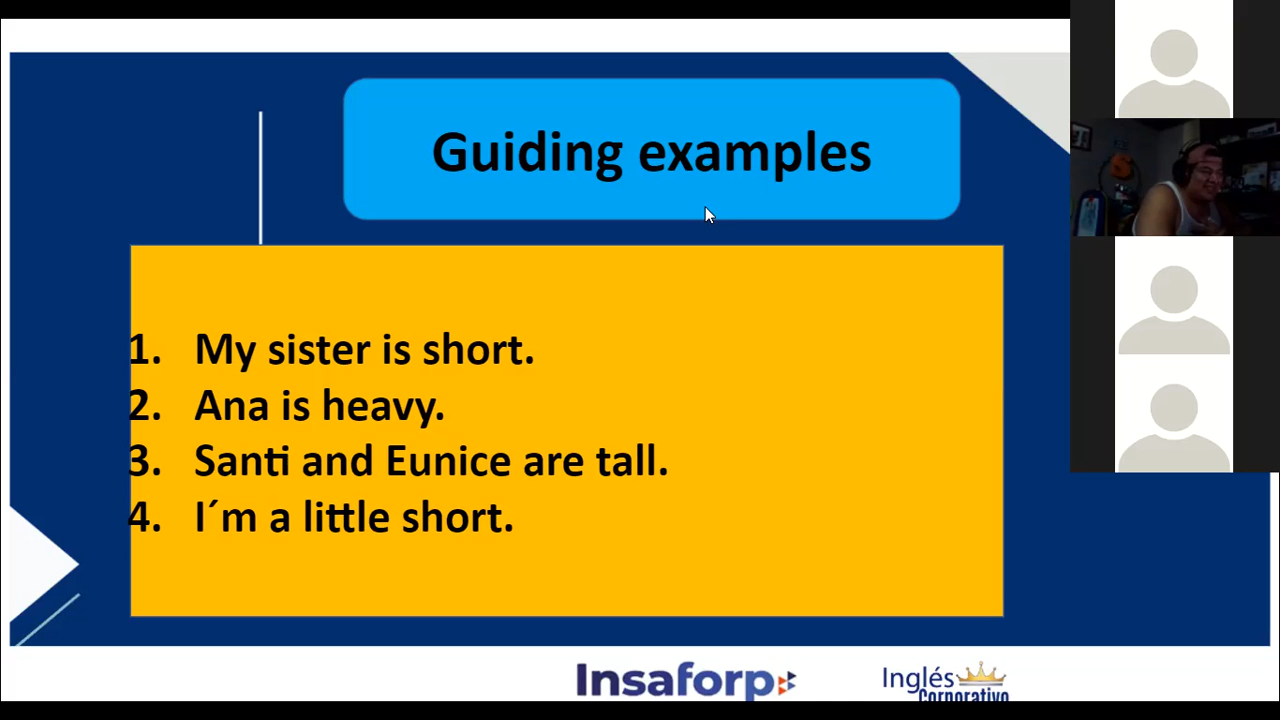 Guiding examples
1. My sister is short.
2. Ana is heavy.
3. Santi and Eunice are tall.
4. I´m a little short.
Insaforp
Inglés
Corporativo